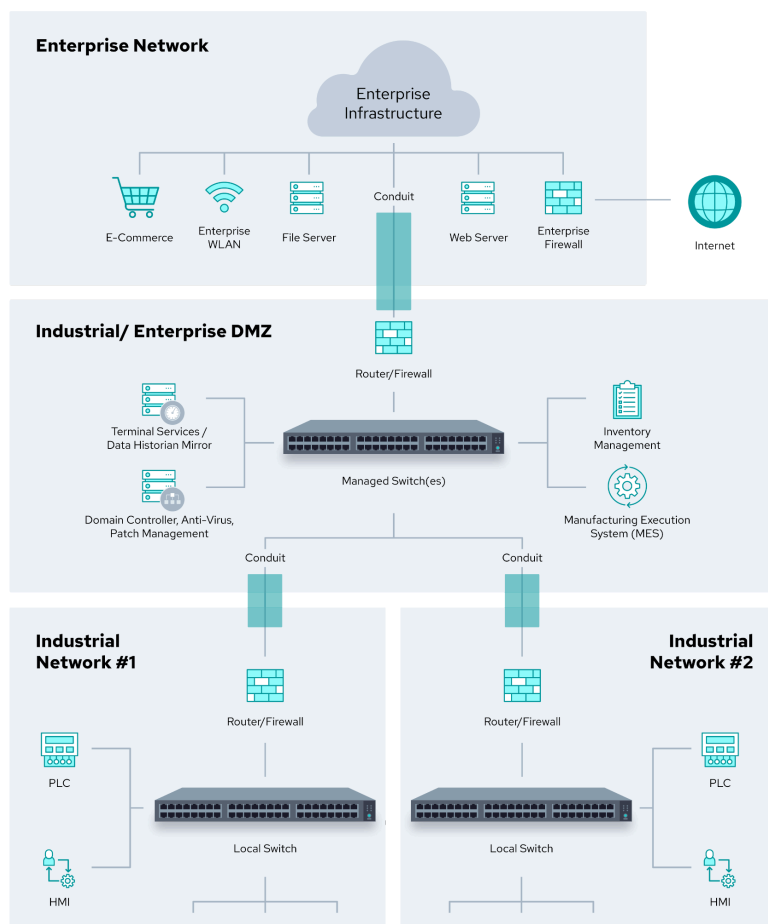 Enterprise Network
Enterprise
Infrastructure
Conduit
E-Commerce
Enterprise
WLAN
File Server
Web Server
Enterprise
Firewall
Internet
Industrial/ Enterprise DMZ
Router/Firewall
Terminal Services /
Data Historian Mirror
Inventory
Management
Managed Switch(es)
Domain Controller, Anti-Virus,
Patch Management
Manufacturing Execution
System (MES)
Conduit
Conduit
Industrial
Network #1
Router/Firewall
PLC
Local Switch
HMI
Industrial
Network #2
Router/Firewall
PLC
Local Switch
HMI